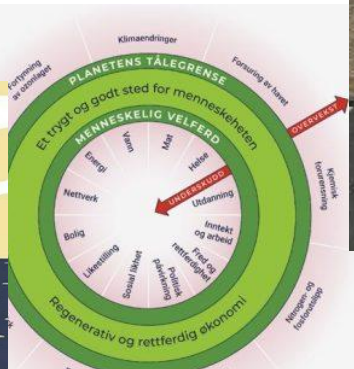 Klimaendringer
Fortynning
av ozonlaget
Forsuring av havet
PLANETENS TÅLEGRENSE
Et trygt og godt sted for menneskeheten
MENNESKELIG VELFERD
OVERVEKST
Kjemisk
forurensning
Nitrogen- og
fosforutslipp
Energi
Vann
Mat
Helse
UNDERSKUDD
Utdanning
Inntekt
og arbeid
Fred og
rettferdighet
Politisk
påvirkning
Sosial likhet
Likestilling
Bolig
Nettverk
Regenerativ og rettferdig økonomi